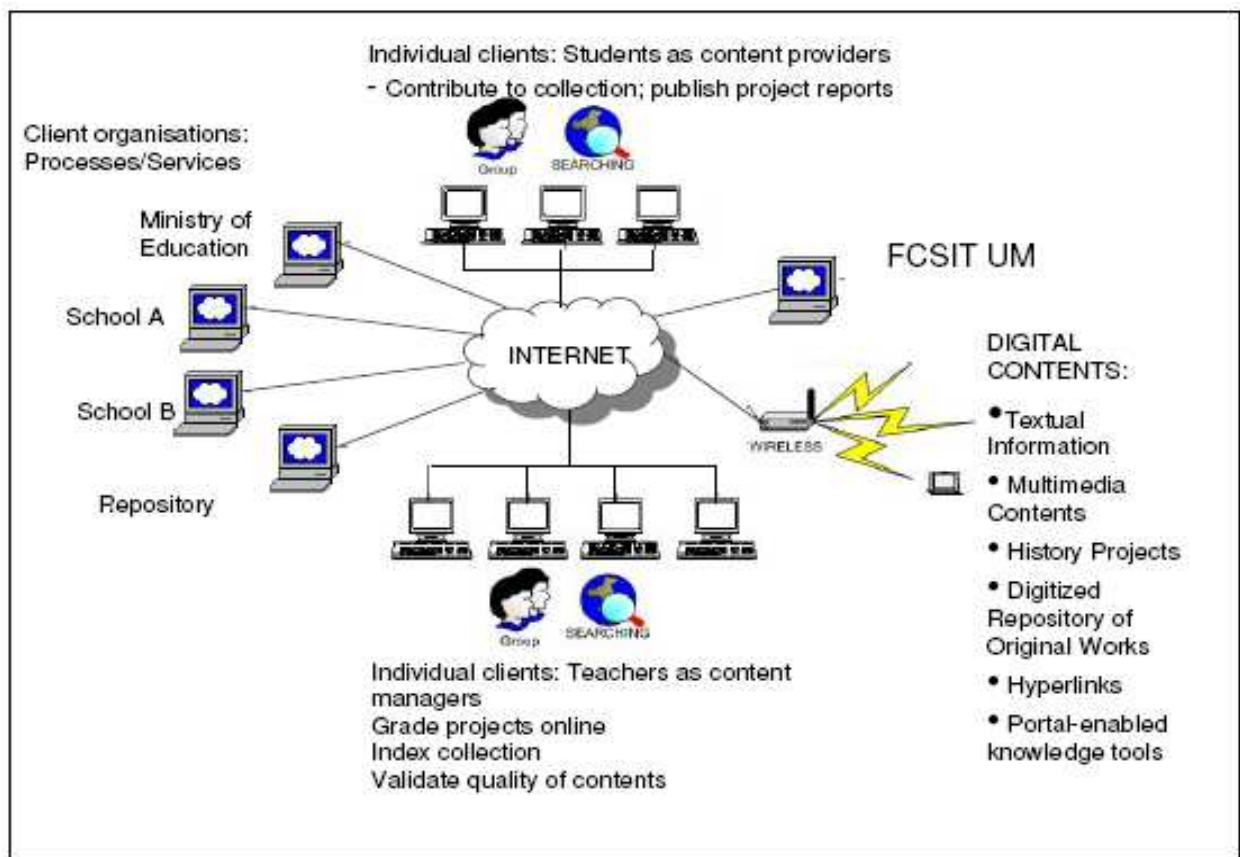 Individual clients: Students as content providers
- Contribute to collection; publish project reports
Client organisations:
Processes/Services
Group
SEARCHING
Ministry of
Education
FCSIT UM
School A
INTERNET
School B
WIRELESS
Repository
DIGITAL
CONTENTS:
• Textual
Information
• Multimedia
Contents
• History Projects
• Digitized
Repository of
Original Works
• Hyperlinks
• Portal-enabled
knowledge tools
Group
SEARCHING
Individual clients: Teachers as content
managers
Grade projects online
Index collection
Validate quality of contents